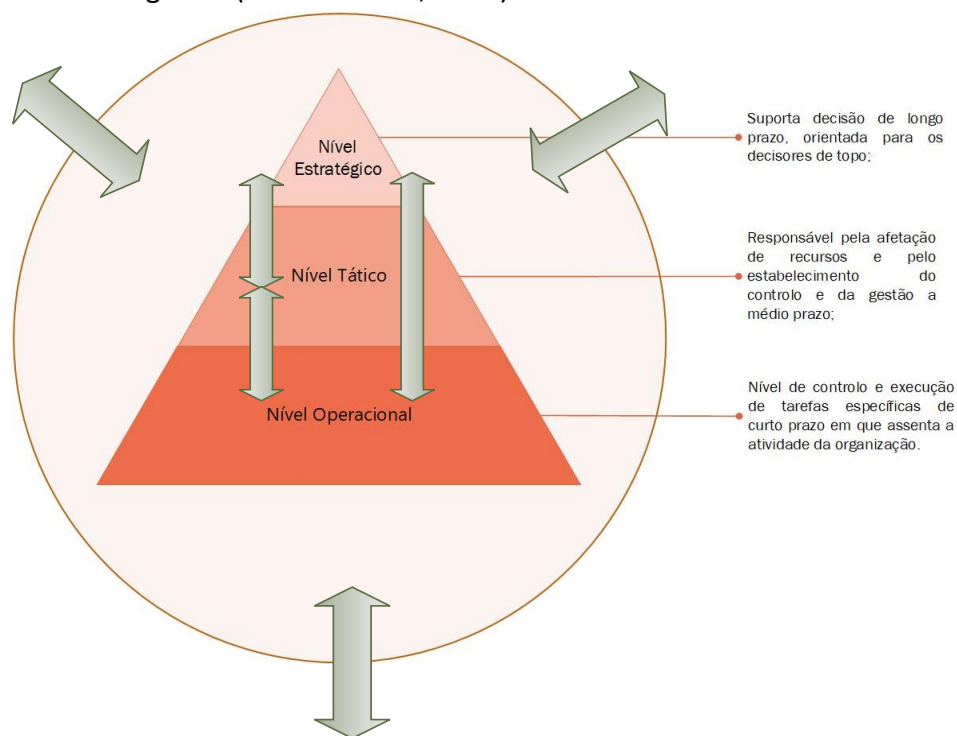 Nível
Estratégico
Suporta decisão de longo
prazo, orientada para os
decisores de topo;
Nível Tático
Responsável pela afetação
de recursos e pelo
estabelecimento do
controlo e da gestão a
médio prazo;
Nível Operacional
Nível de controlo e execução
de tarefas específicas de
curto prazo em que assenta a
atividade da organização.